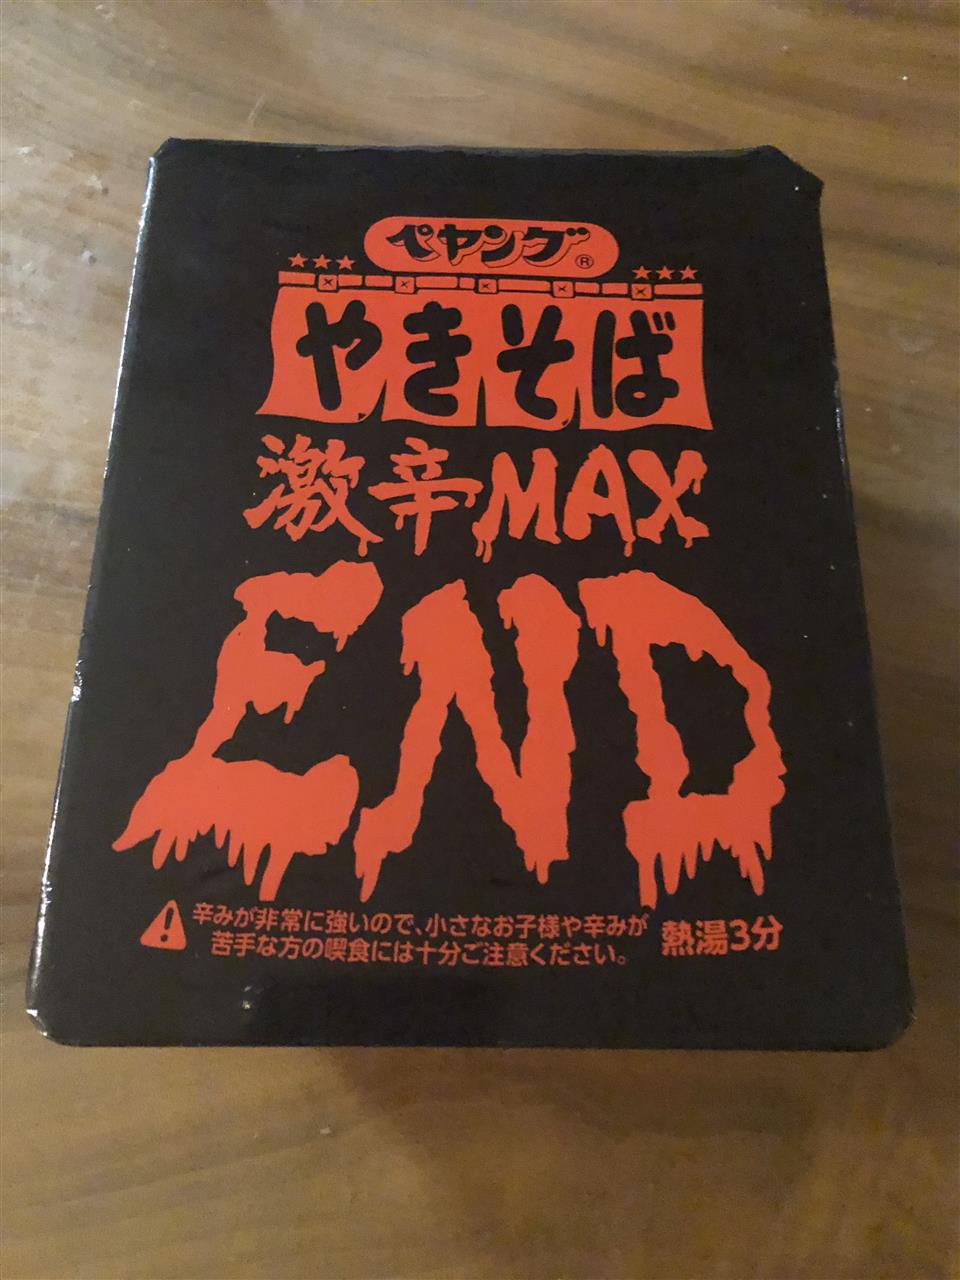 ペヤング®
やきそば
激辛MAX
END
辛みが非常に強いので、小さなお子様や辛みが
苦手な方の喫食には十分ご注意ください。
熱湯3分